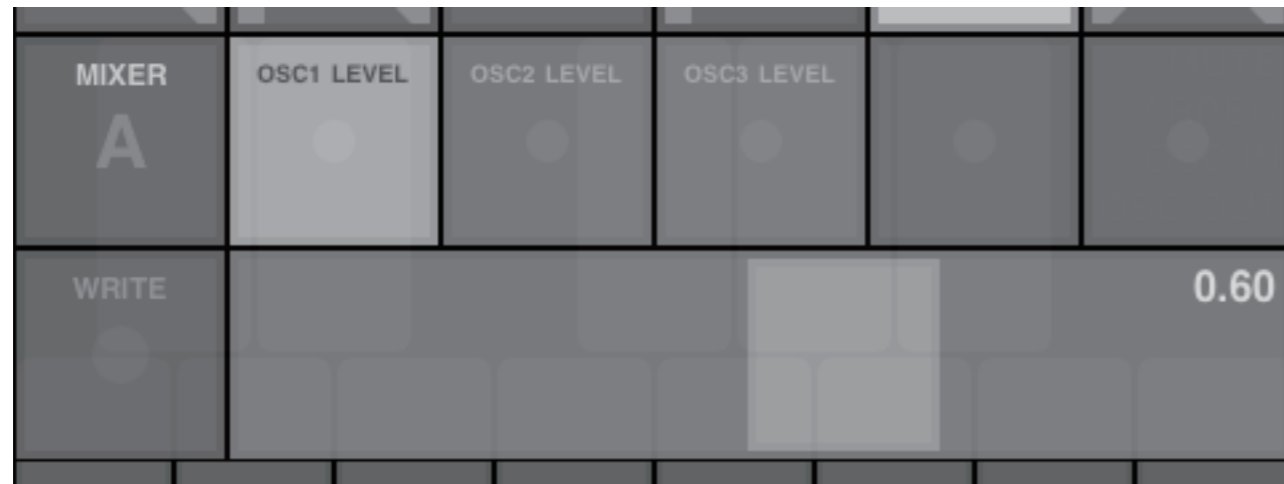 MIXER
OSC1 LEVEL
OSC2 LEVEL
OSC3 LEVEL
A
WRITE
0.60